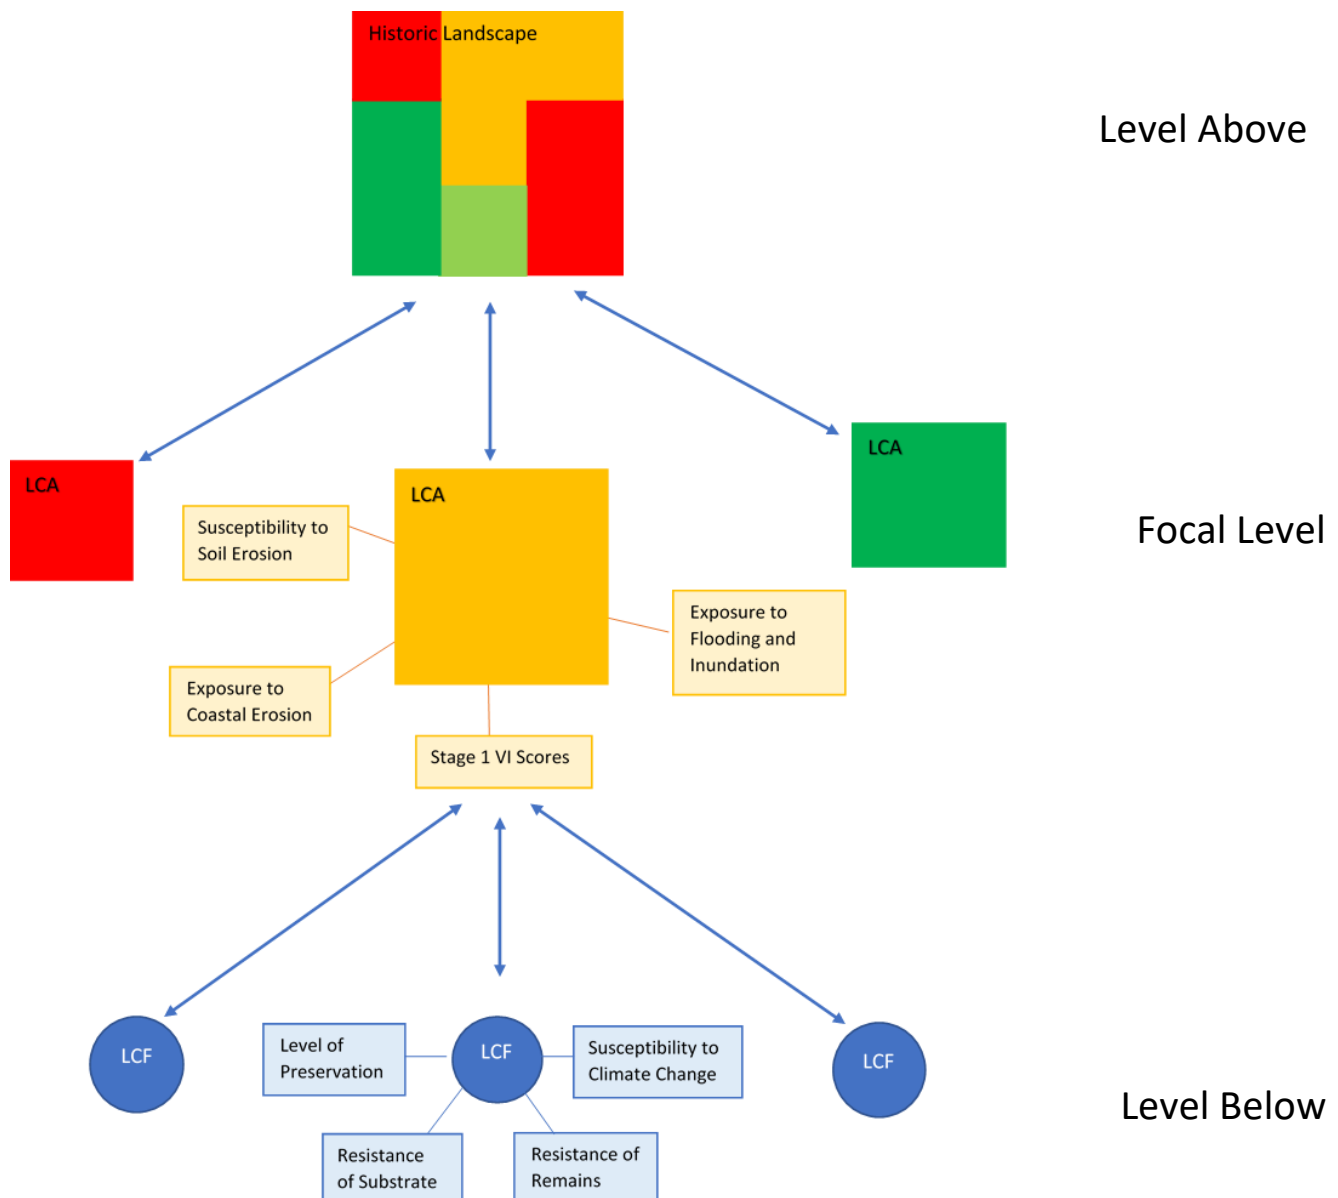 Historic Landscape
Level Above
LCA
LCA
LCA
Susceptibility to
Soil Erosion
Focal Level
Exposure to
Flooding and
Inundation
Exposure to
Coastal Erosion
Stage 1 VI Scores
LCF
LCF
LCF
Level of
Preservation
Susceptibility to
Climate Change
Level Below
Resistance
of Substrate
Resistance of
Remains